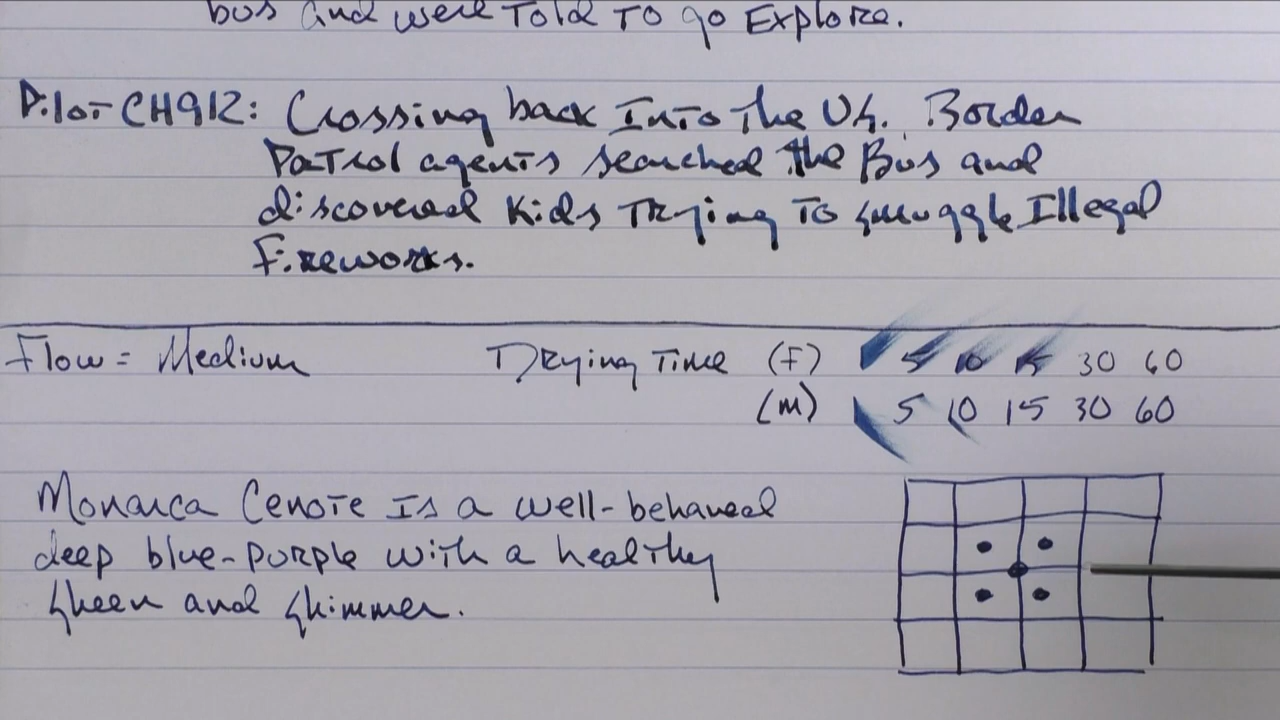 bus and were Told To go Explore.
Pilot CH912: Crossing back Into The U.S. Border
Patrol agents searched the Bus and
discovered Kids Trying To smuggle Illegal
Fireworks.
Flow = Medium Drying Time (F) 5 10 15 30 60
(M) 5 10 15 30 60
Monarca Cenote Is a well-behaved
deep blue-purple with a healthy
sheen and shimmer.